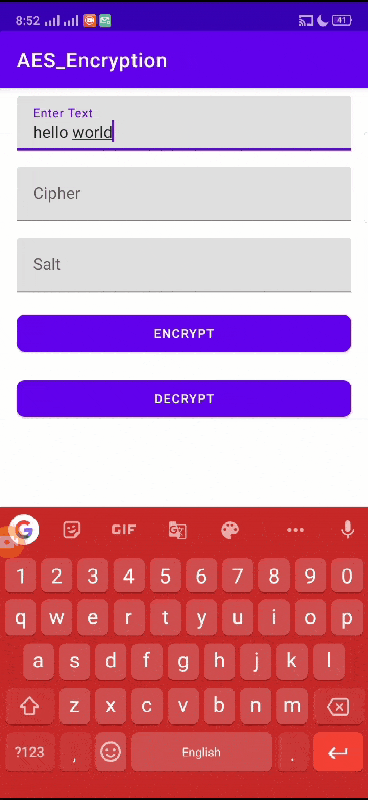 8:52
41
AES_Encryption
Enter Text
hello world
Cipher
Salt
ENCRYPT
DECRYPT
G GIF
1 2 3 4 5 6 7 8 9 0
q w e r t y u i o p
a s d f g h j k l
z x c v b n m
?123 , English .